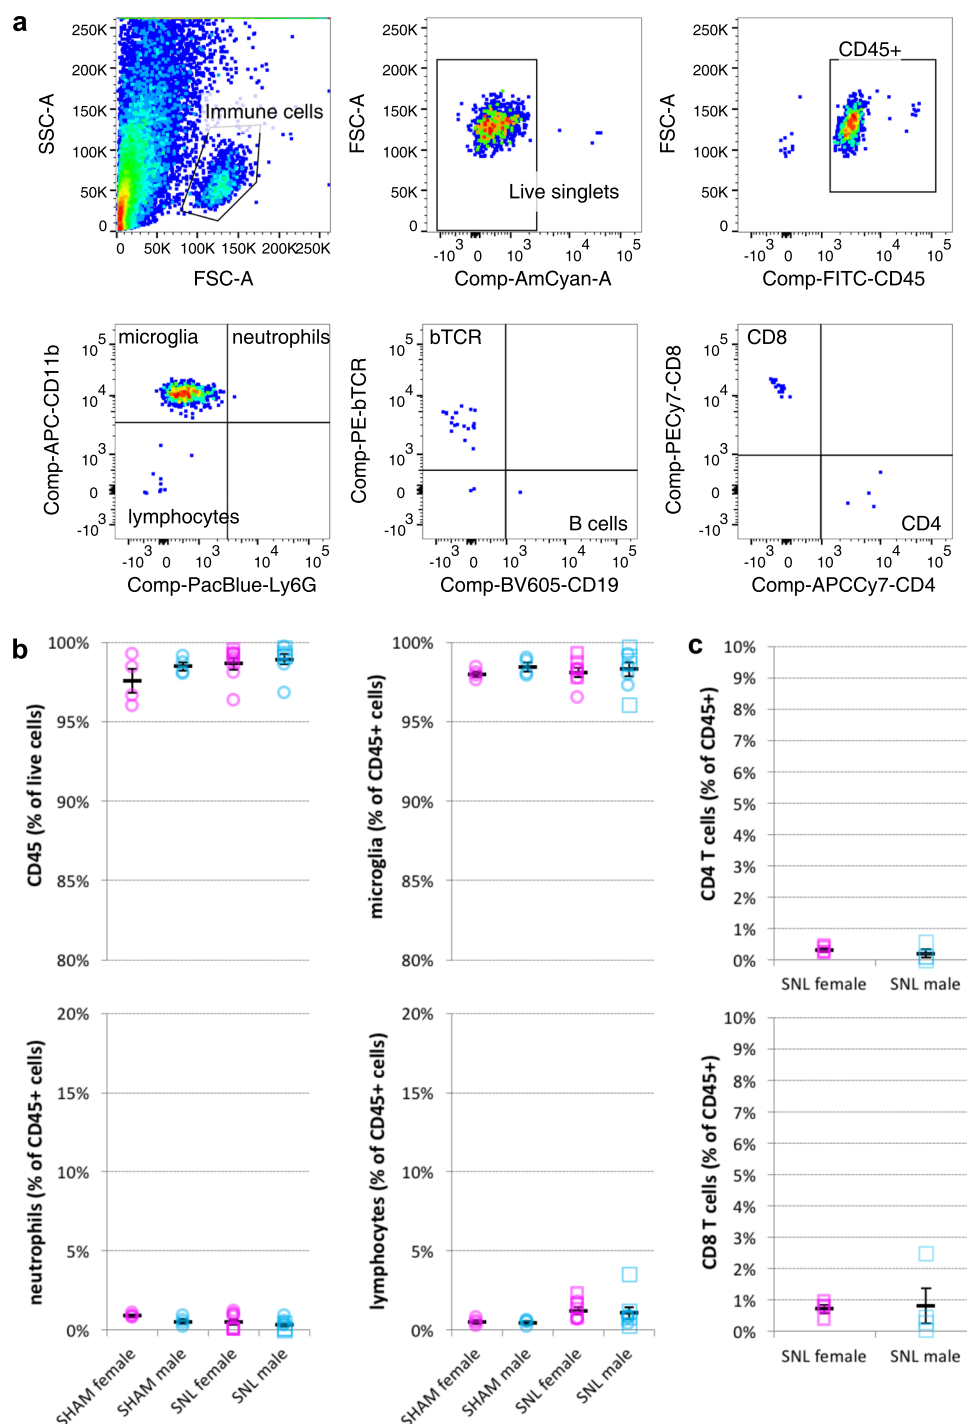 a
250K
200K
150K
100K
50K
0
SSC-A
Immune cells
0 50K 100K 150K 200K 250K
FSC-A
250K
200K
150K
100K
50K
0
FSC-A
Live singlets
-10^3 0 10^3 10^4 10^5
Comp-AmCyan-A
250K
200K
150K
100K
50K
0
FSC-A
CD45+
-10^3 0 10^3 10^4 10^5
Comp-FITC-CD45
microglia
neutrophils
lymphocytes
10^5
10^4
10^3
0
-10^3
Comp-APC-CD11b
-10^3 0 10^3 10^4 10^5
Comp-PacBlue-Ly6G
bTCR
B cells
10^5
10^4
10^3
0
-10^3
Comp-PE-bTCR
-10^3 0 10^3 10^4 10^5
Comp-BV605-CD19
CD8
CD4
10^5
10^4
10^3
0
-10^3
Comp-PECy7-CD8
-10^3 0 10^3 10^4 10^5
Comp-APCCy7-CD4
b
100%
95%
90%
85%
80%
CD45 (% of live cells)
100%
95%
90%
85%
80%
microglia (% of CD45+ cells)
20%
15%
10%
5%
0%
neutrophils (% of CD45+ cells)
SHAM female
SHAM male
SNL female
SNL male
20%
15%
10%
5%
0%
lymphocytes (% of CD45+ cells)
SHAM female
SHAM male
SNL female
SNL male
c
10%
9%
8%
7%
6%
5%
4%
3%
2%
1%
0%
CD4 T cells (% of CD45+)
SNL female SNL male
10%
9%
8%
7%
6%
5%
4%
3%
2%
1%
0%
CD8 T cells (% of CD45+)
SNL female SNL male